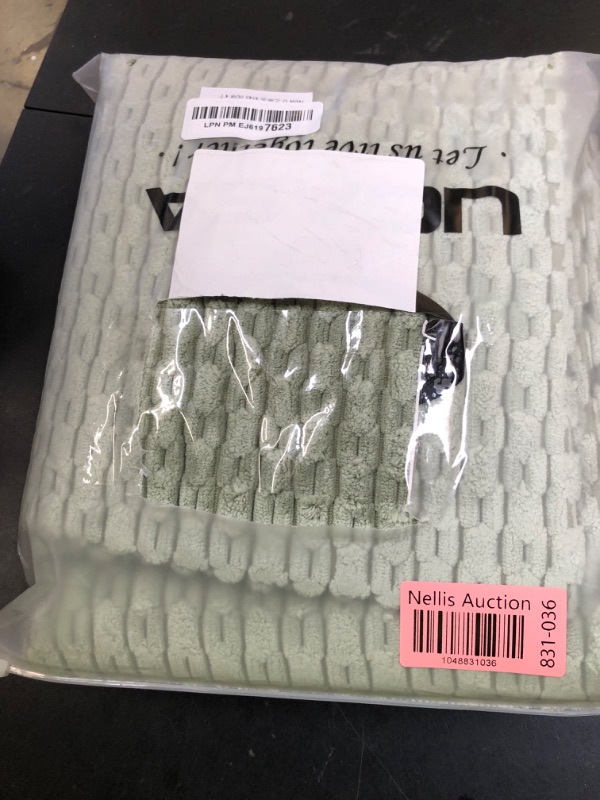 LPN PM EJ6197623
· Let us live together! ·
Nellis Auction
1048831036
831-036